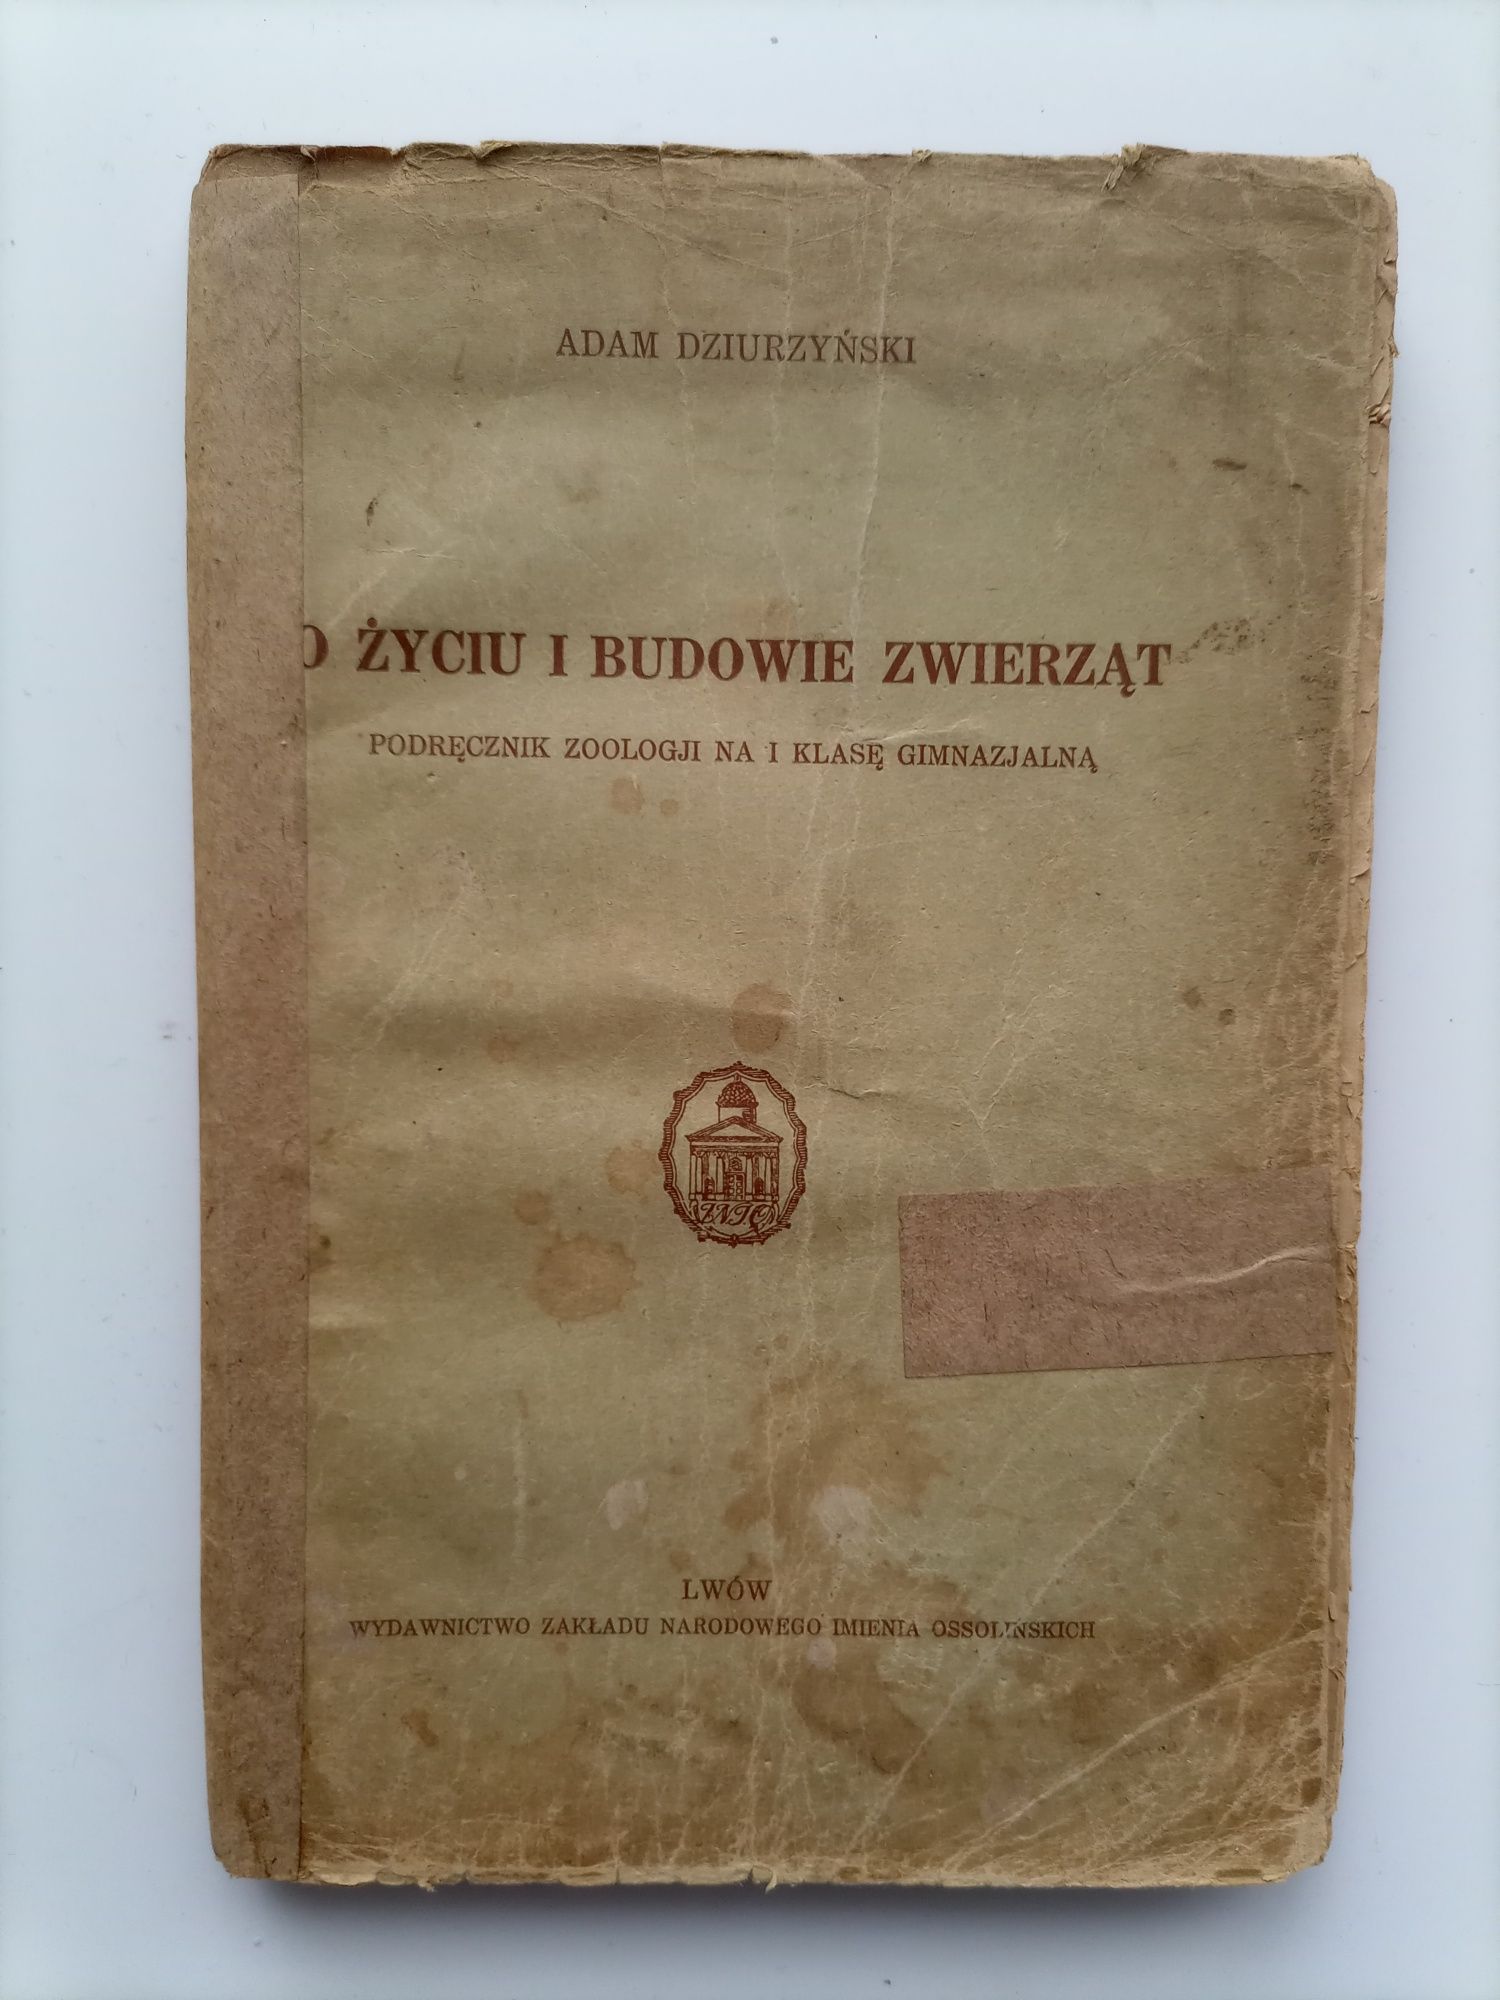 ADAM DZIURZYŃSKI
O ŻYCIU I BUDOWIE ZWIERZĄT
PODRĘCZNIK ZOOLOGJI NA I KLASĘ GIMNAZJALNĄ
Z.N.I.O.
LWÓW
WYDAWNICTWO ZAKŁADU NARODOWEGO IMIENIA OSSOLIŃSKICH